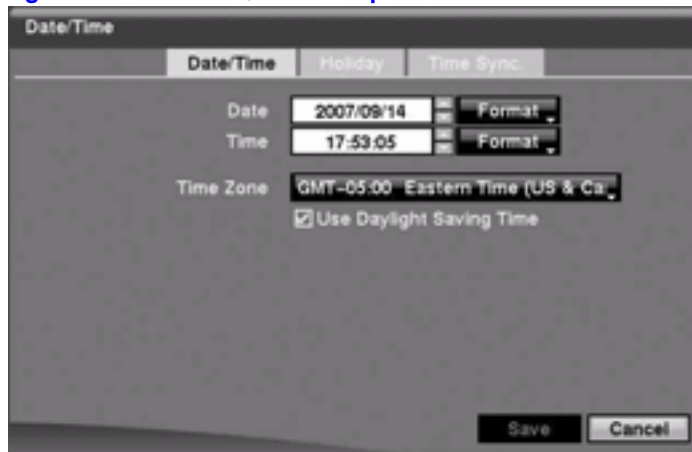 Date/Time
Date/Time Holiday Time Sync.
Date 2007/09/14 Format
Time 17:53:05 Format
Time Zone GMT-05:00 Eastern Time (US & Ca
Use Daylight Saving Time
Save Cancel